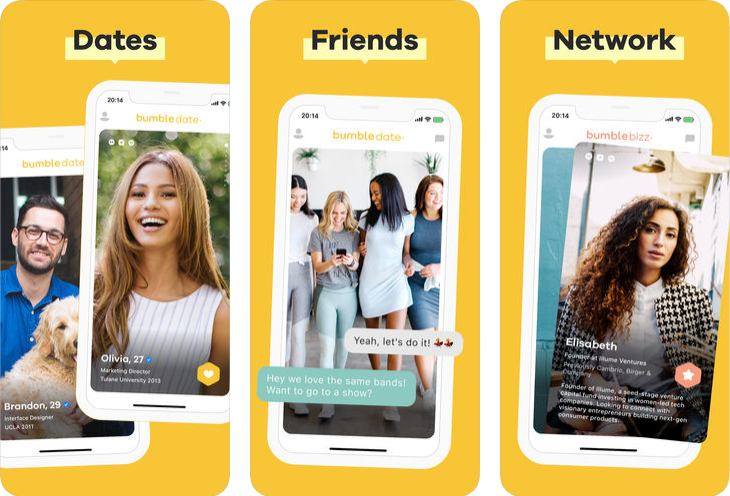 Dates
:14
bumble date
Brandon, 29
Interface Designer
UCLA 2011
20:14
bumble date
Olivia, 27
Marketing Director
Tulane University 2013
Friends
20:14
bumble date
Yeah, let's do it! 💃💃
Hey we love the same bands!
Want to go to a show?
Network
20:14
bumble bizz
Elisabeth
Founder at Illume Ventures
Previously Cambrio, Birger &
Company
Founder of Illume, a seed-stage venture
capital fund investing in women-led tech
companies. Looking to connect with
visionary entrepreneurs building next-gen
consumer products.